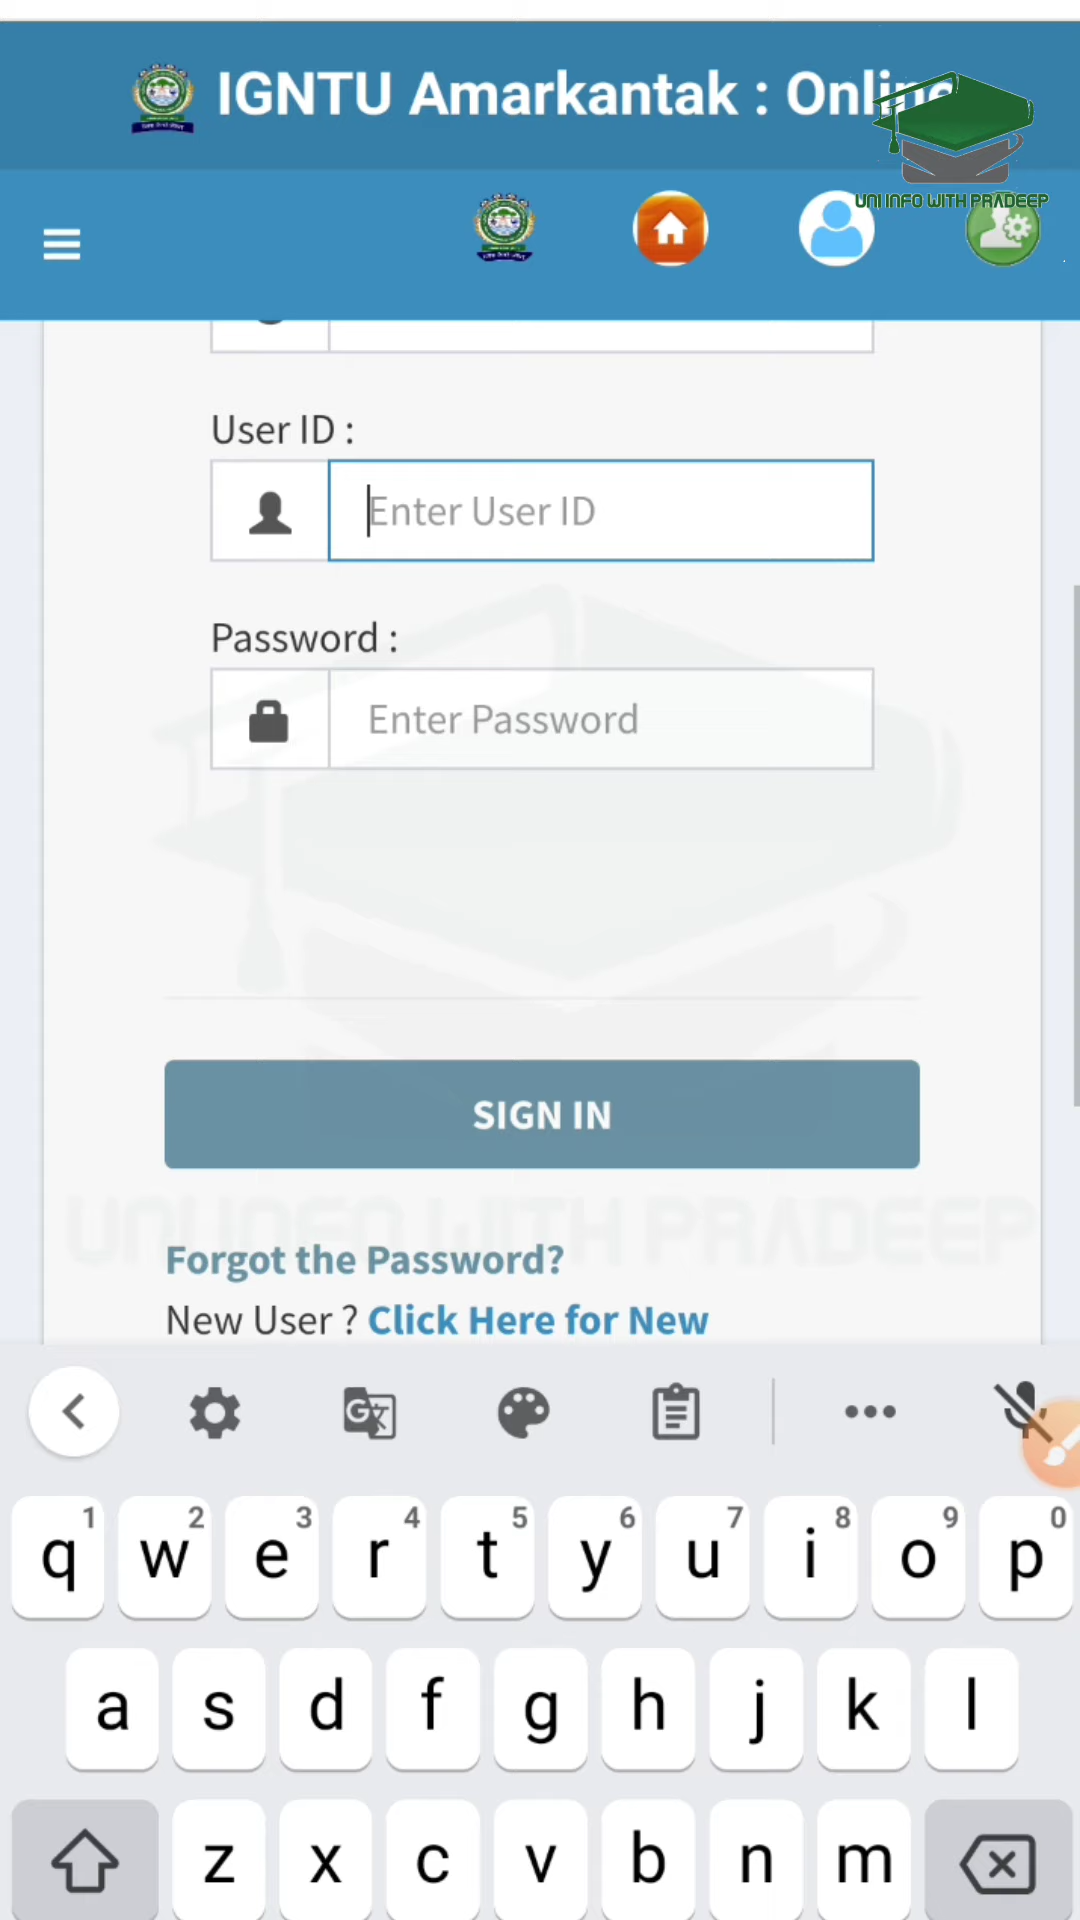 IGNTU Amarkantak : Online
UNI INFO WITH PRADEEP
User ID :
Enter User ID
Password :
Enter Password
SIGN IN
UNI INFO WITH PRADEEP
Forgot the Password?
New User ? Click Here for New
1 2 3 4 5 6 7 8 9 0
q w e r t y u i o p
a s d f g h j k l
z x c v b n m